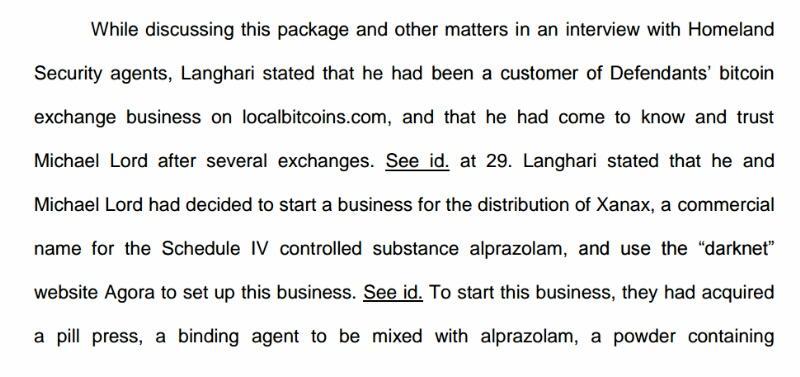 While discussing this package and other matters in an interview with Homeland
Security agents, Langhari stated that he had been a customer of Defendants’ bitcoin
exchange business on localbitcoins.com, and that he had come to know and trust
Michael Lord after several exchanges. See id. at 29. Langhari stated that he and
Michael Lord had decided to start a business for the distribution of Xanax, a commercial
name for the Schedule IV controlled substance alprazolam, and use the “darknet”
website Agora to set up this business. See id. To start this business, they had acquired
a pill press, a binding agent to be mixed with alprazolam, a powder containing